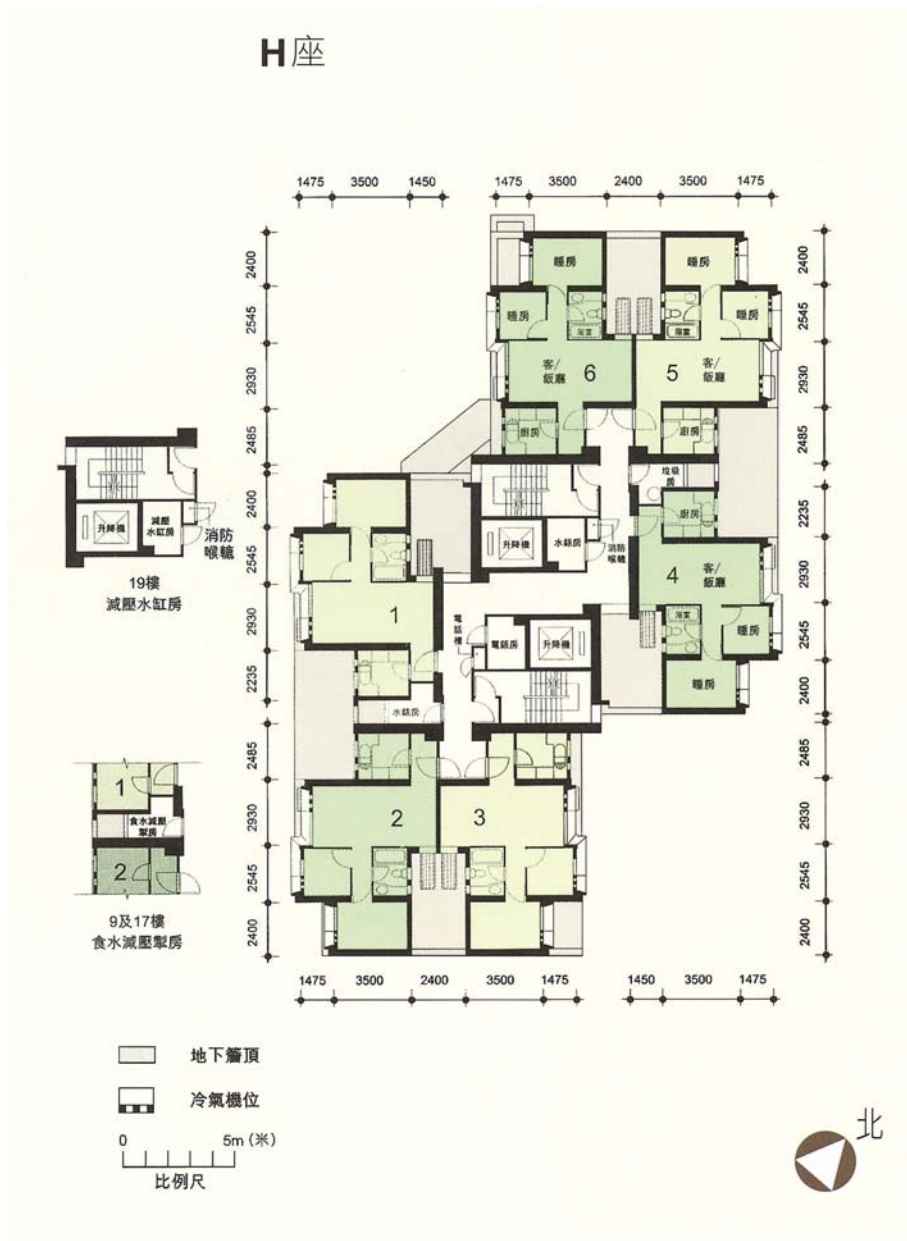 H座
1475 3500 1450
1475 3500 2400 3500 1475
2400
2545
2930
2485
2400
2545
2930
2235
2485
2930
2545
2400
2400
2545
2930
2485
2235
2930
2545
2400
2485
2930
2545
2400
睡房
睡房
睡房
睡房
浴室
浴室
客/
飯廳
6
5
客/
飯廳
廚房
廚房
垃圾
房
廚房
升降機
水錶房
消防
喉轆
4
客/
飯廳
浴室
睡房
睡房
1
電話櫃
電錶房
升降機
水錶房
2
3
升降機
減壓
水缸房
消防
喉轆
19樓
減壓水缸房
1
食水減壓
掣房
2
9及17樓
食水減壓掣房
1475 3500 2400 3500 1475
1450 3500 1475
地下簷頂
冷氣機位
0 5m (米)
比例尺
北